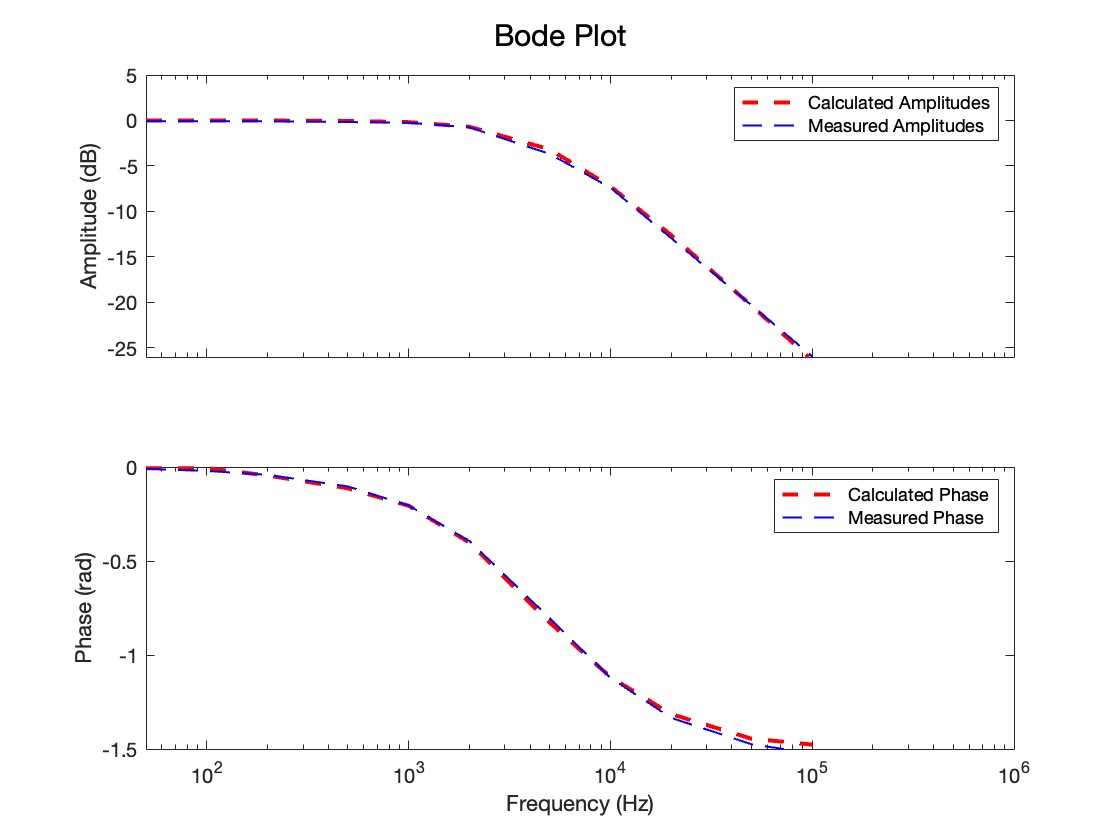 Bode Plot
5
0
-5
-10
-15
-20
-25
Amplitude (dB)
Calculated Amplitudes
Measured Amplitudes
0
-0.5
-1
-1.5
Phase (rad)
Calculated Phase
Measured Phase
10^2
10^3
10^4
10^5
10^6
Frequency (Hz)